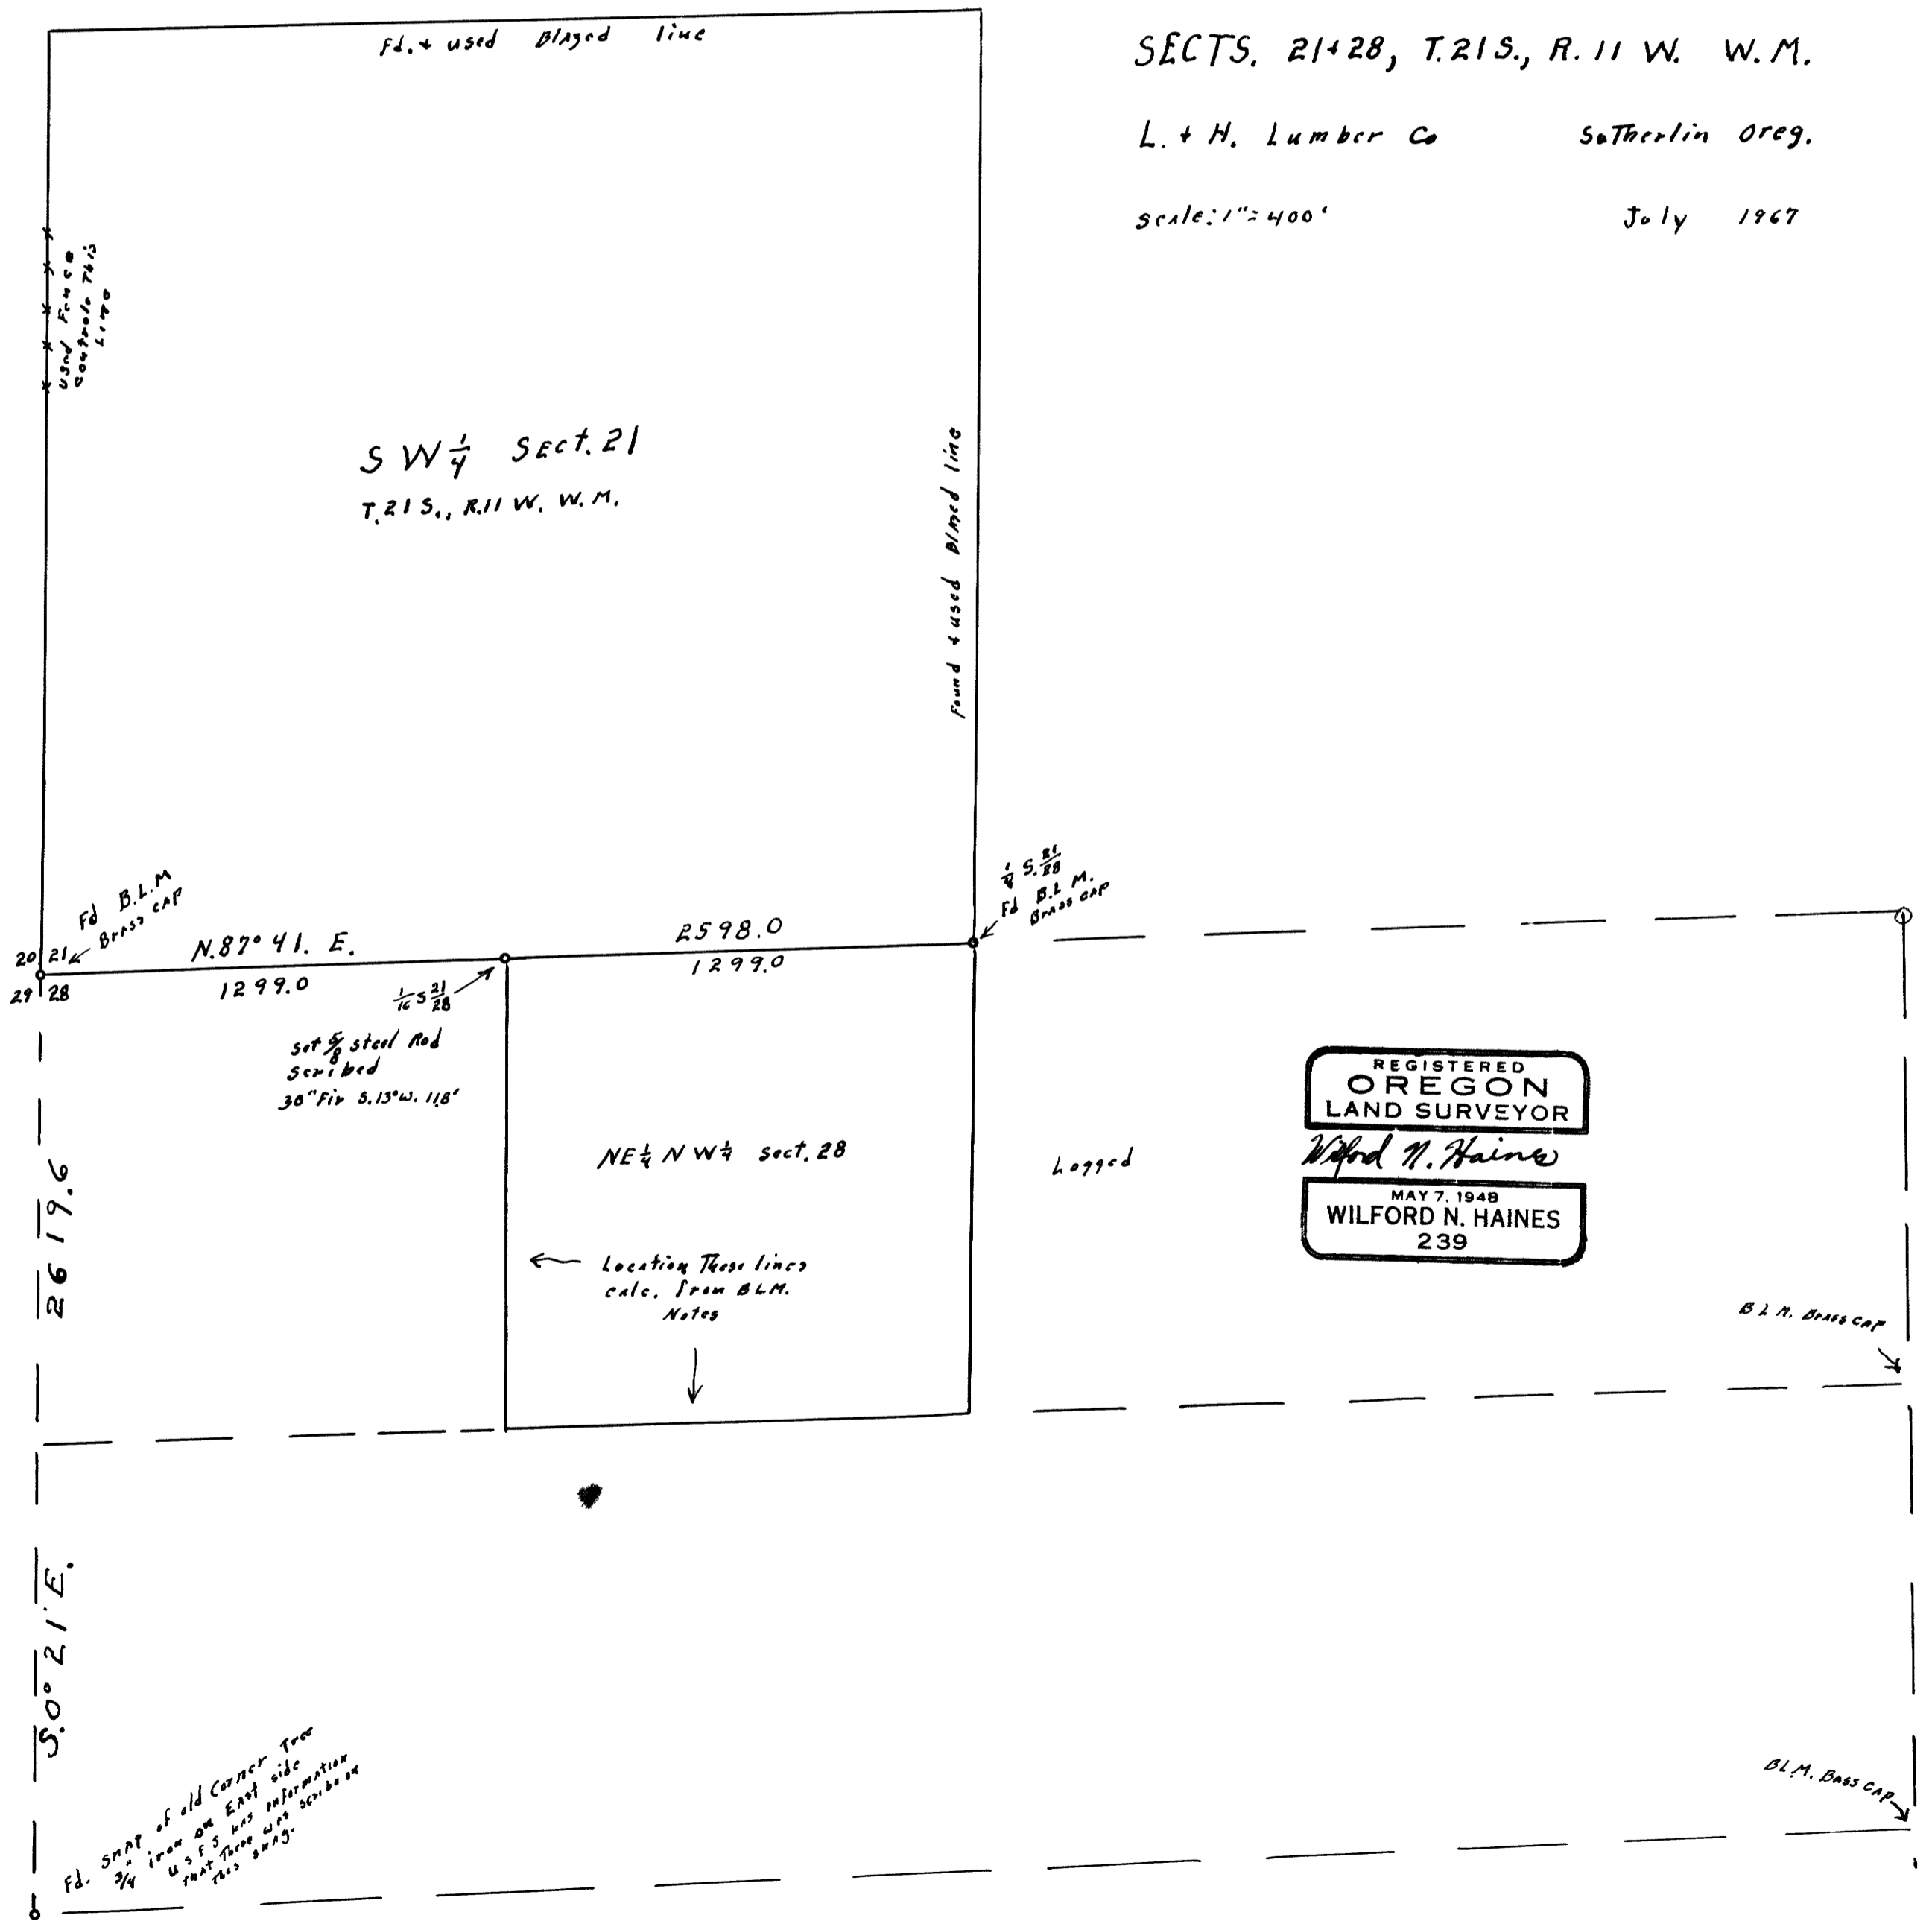 SECTS. 21+28, T.21S., R. 11 W. W.M.
L. + H. Lumber Co Sutherlin Oreg.
Scale: 1"=400'
July 1967
Fd. + used Blazed line
used Fence
Controls This
Line
SW 1/4 SECT. 21
T.21 S., R.11 W. W.M.
Found + used Blazed line
Fd B.L.M
BRASS CAP
20 21
29 28
N.87° 41. E.
1299.0
2598.0
1299.0
1/4 S. 21/28
Fd B.L M.
BRASS CAP
1/16 S 21/28
set 5/8 steel Rod
scribed
30" Fir S.13°W. 11.8'
NE 1/4 NW 1/4 Sect. 28
Logged
REGISTERED
OREGON
LAND SURVEYOR
Wilford N. Haines
MAY 7, 1948
WILFORD N. HAINES
239
Location These lines
calc. from BLM.
Notes
2619.6
S.0° 21' E.
BLM. BRASS CAP
BL.M. BASS CAP
Fd. SNAG of old Corner Tree
3/4" iron on EAST side
USFS HAS INFORMATION
THAT There was scribe on
This SNAG.